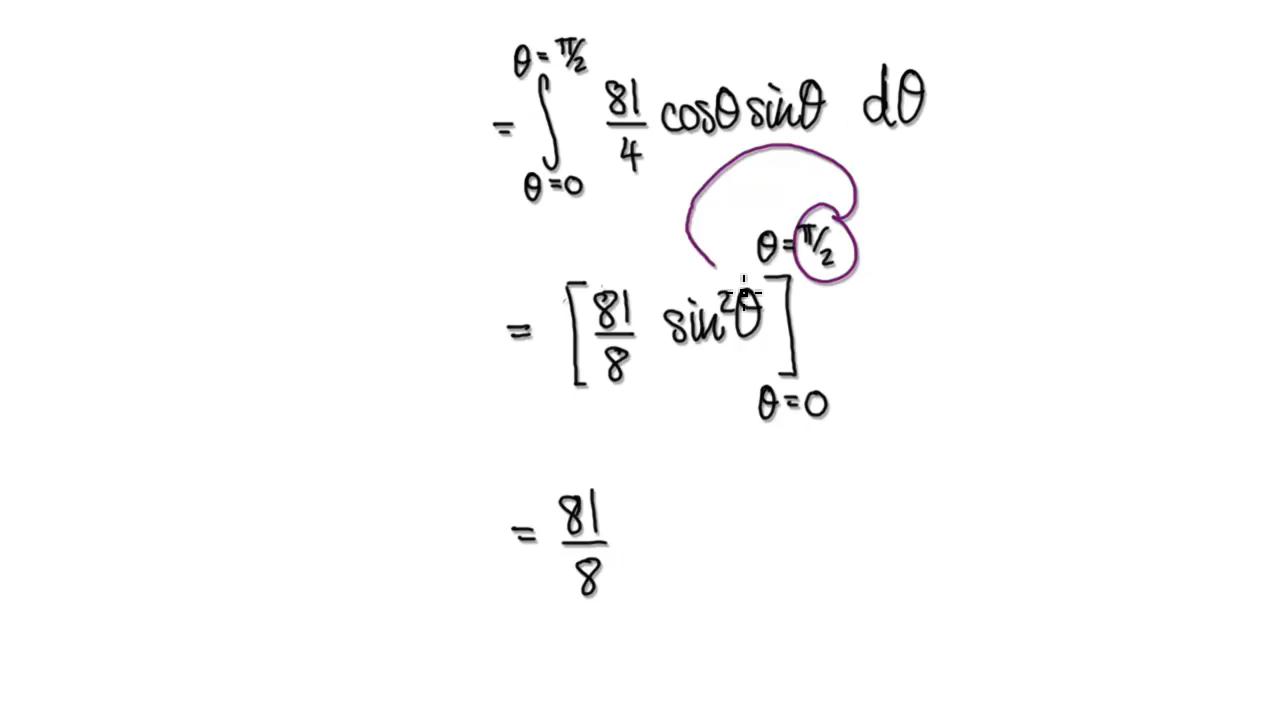 θ = π/2
= ∫ 81/4 cosθ sinθ dθ
θ = 0
θ = π/2
= [ 81/8 sin²θ ]
θ = 0
= 81/8